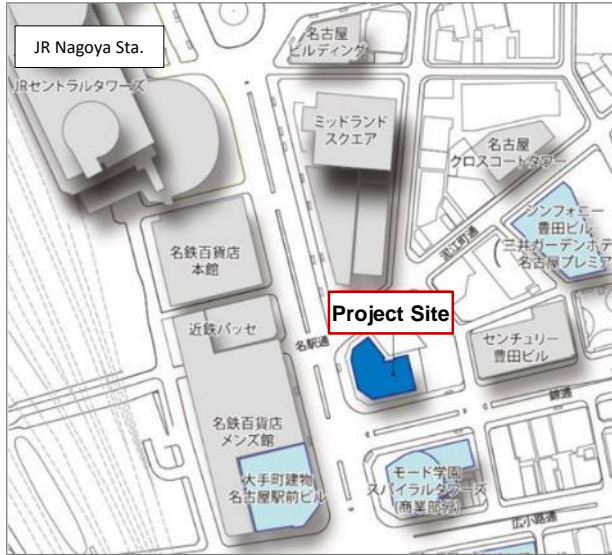 JR Nagoya Sta.
名古屋
ビルディング
JRセントラルタワーズ
ミッドランド
スクエア
名古屋
クロスコートタワー
シンフォニー
豊田ビル
三井ガーデンホテ
名古屋プレミア
名鉄百貨店
本館
泥江町通
Project Site
近鉄パッセ
名駅通
センチュリー
豊田ビル
錦通
名鉄百貨店
メンズ館
大手町建物
名古屋駅前ビル
モード学園
スパイラルタワーズ
(商業部分)
広小路通